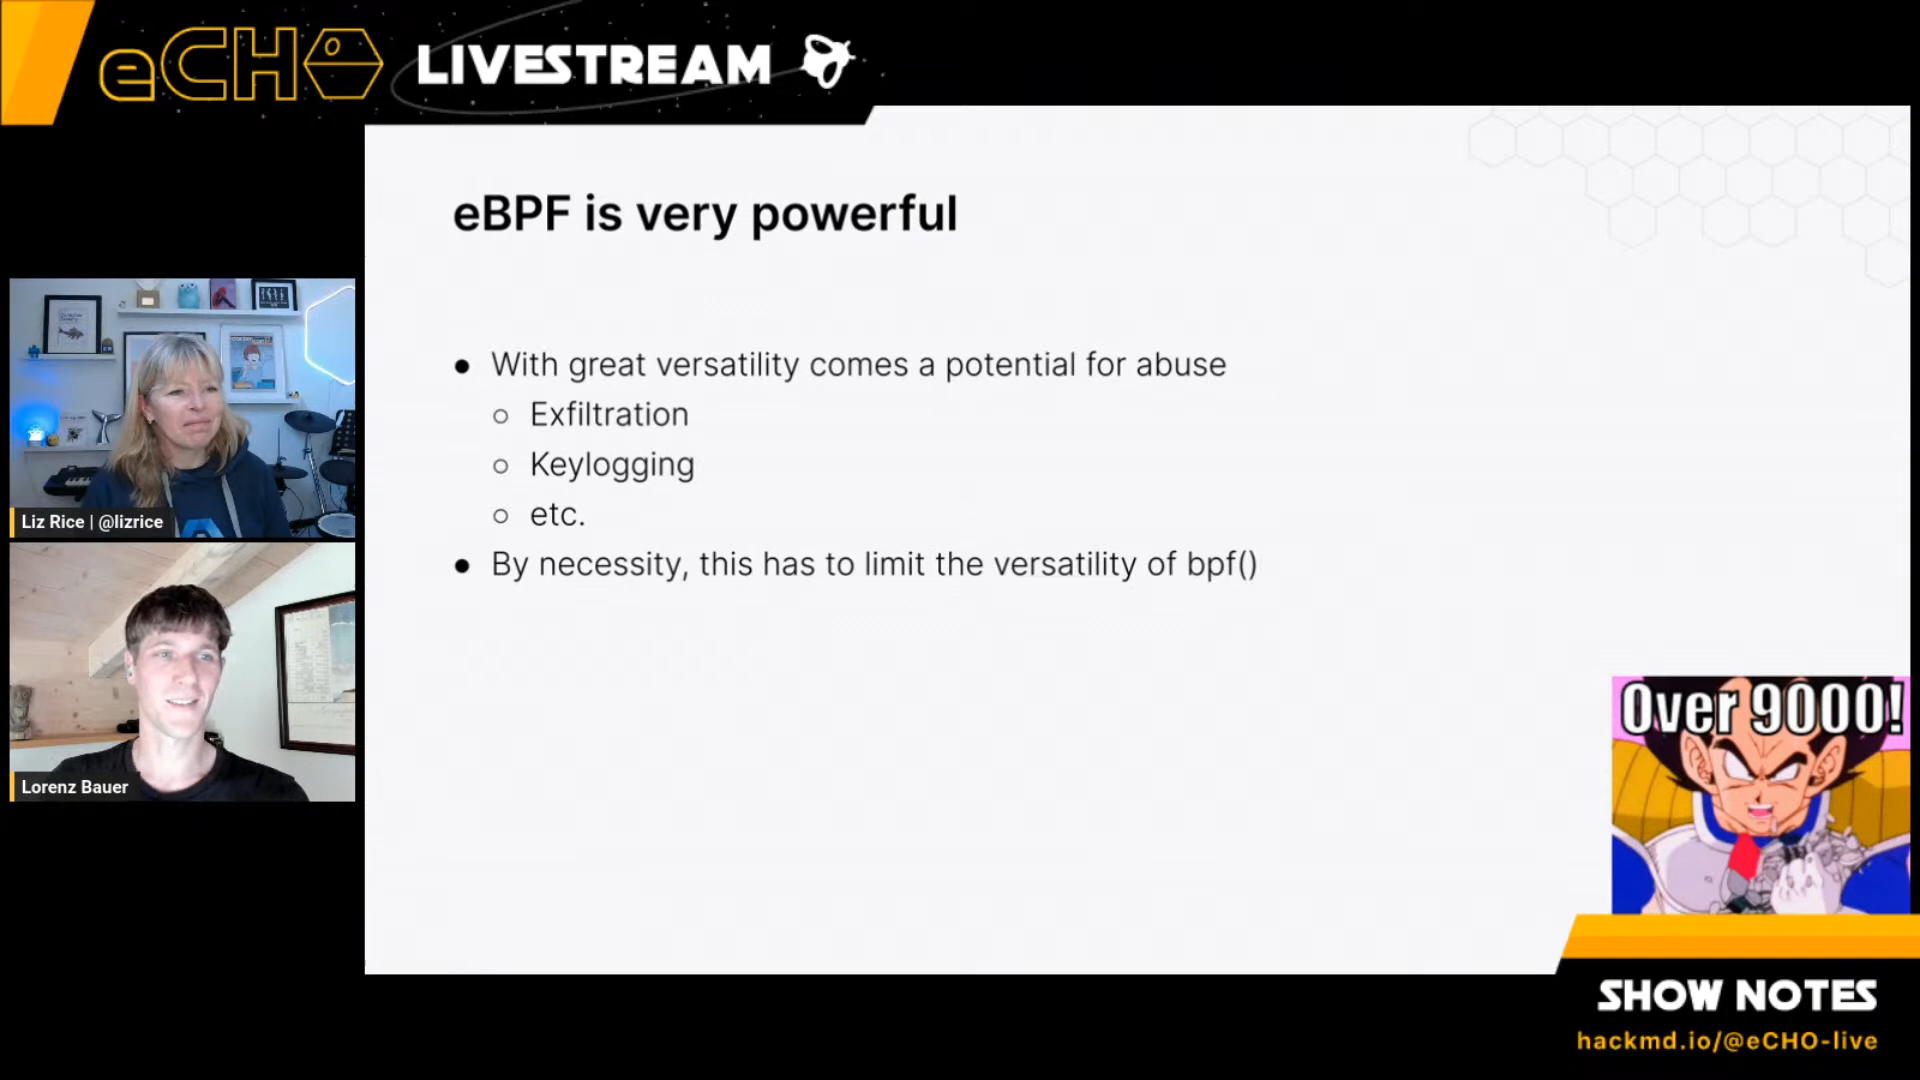 eCHO LIVESTREAM
eBPF is very powerful
With great versatility comes a potential for abuse
Exfiltration
Keylogging
etc.
By necessity, this has to limit the versatility of bpf()
Liz Rice | @lizrice
Lorenz Bauer
Over 9000!
SHOW NOTES
hackmd.io/@eCHO-live